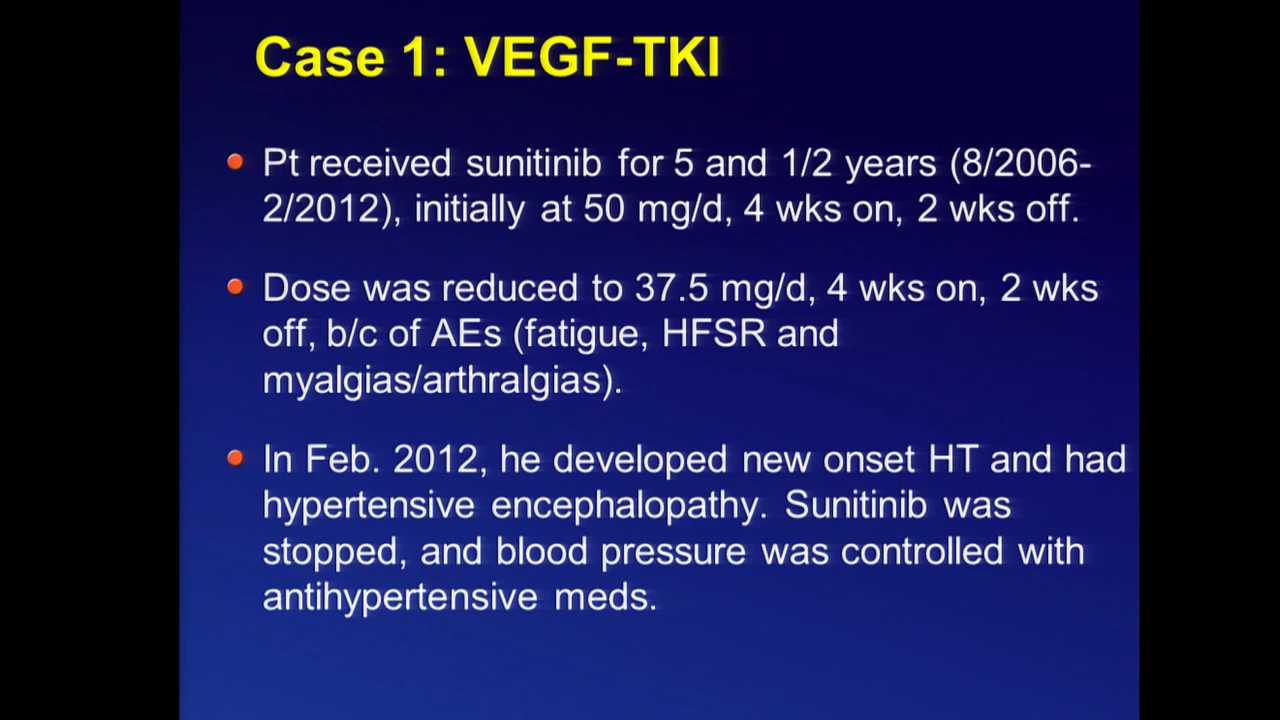 Case 1: VEGF-TKI
Pt received sunitinib for 5 and 1/2 years (8/2006-
2/2012), initially at 50 mg/d, 4 wks on, 2 wks off.
Dose was reduced to 37.5 mg/d, 4 wks on, 2 wks
off, b/c of AEs (fatigue, HFSR and
myalgias/arthralgias).
In Feb. 2012, he developed new onset HT and had
hypertensive encephalopathy. Sunitinib was
stopped, and blood pressure was controlled with
antihypertensive meds.